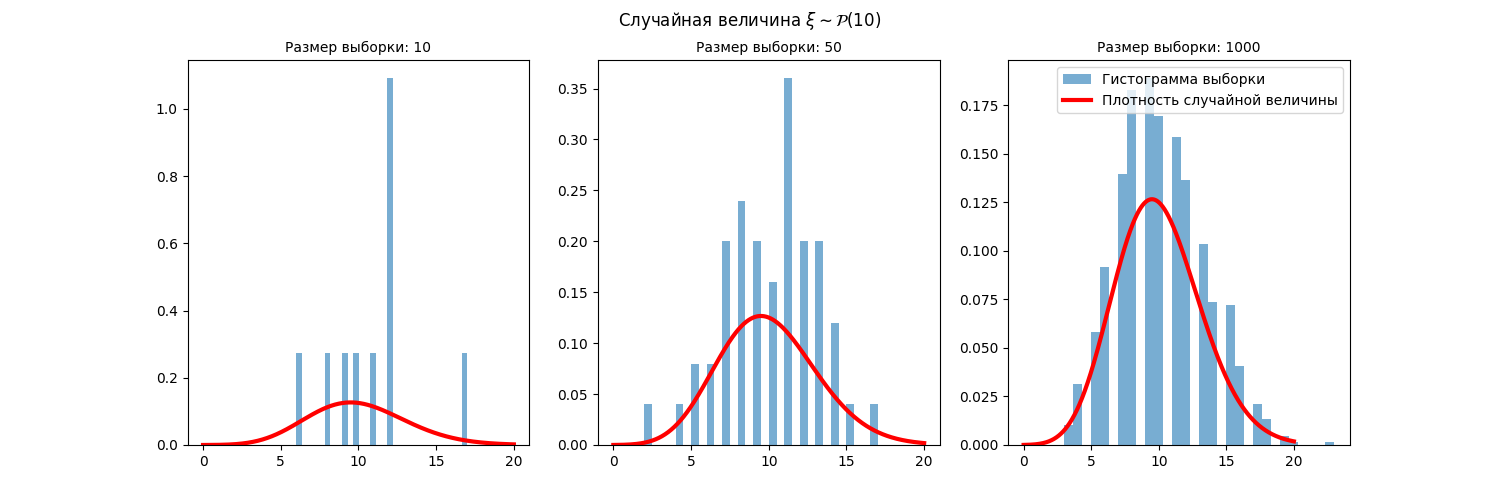 Случайная величина ξ ∼ 𝒫(10)
Размер выборки: 10
1.0
0.8
0.6
0.4
0.2
0.0
0 5 10 15 20
Размер выборки: 50
0.35
0.30
0.25
0.20
0.15
0.10
0.05
0.00
0 5 10 15 20
Размер выборки: 1000
Гистограмма выборки
Плотность случайной величины
0.175
0.150
0.125
0.100
0.075
0.050
0.025
0.000
0 5 10 15 20